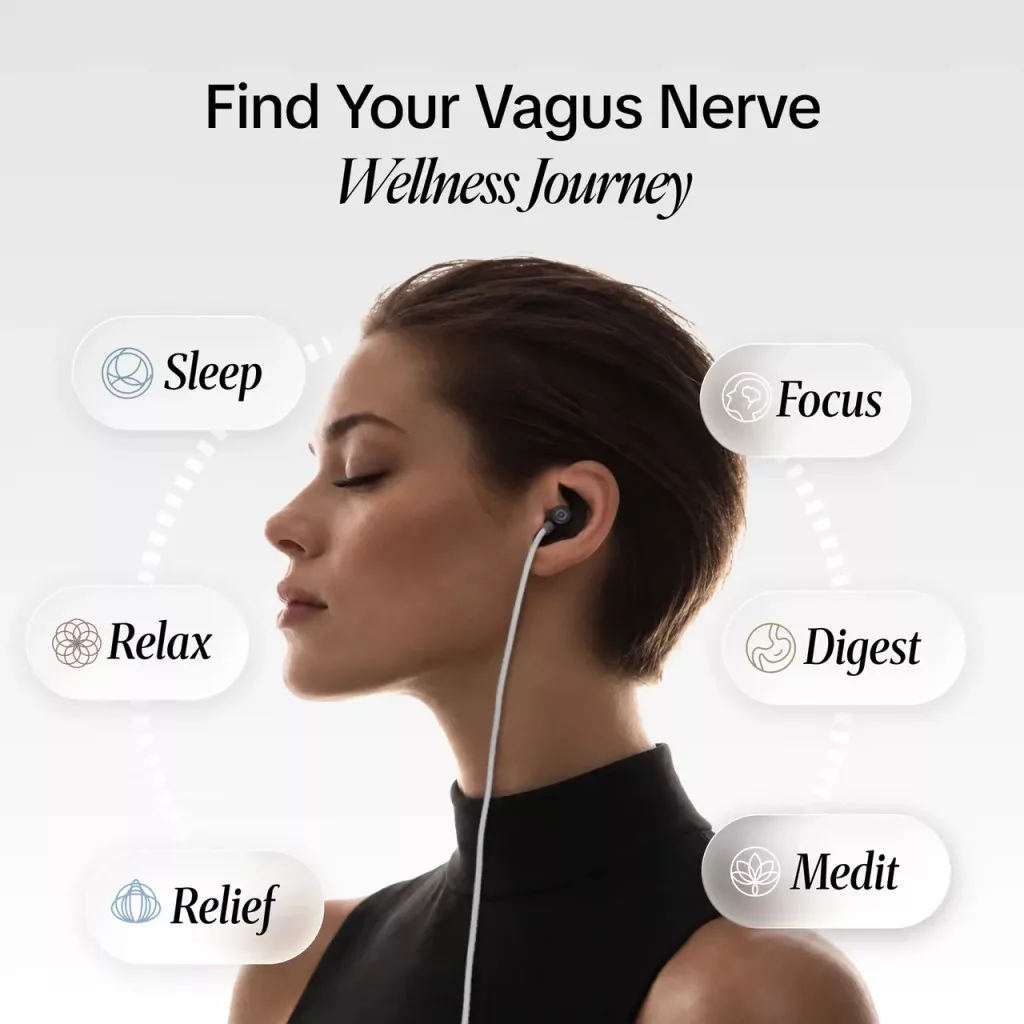 Find Your Vagus Nerve
Wellness Journey
Sleep
Focus
Relax
Digest
Relief
Medit